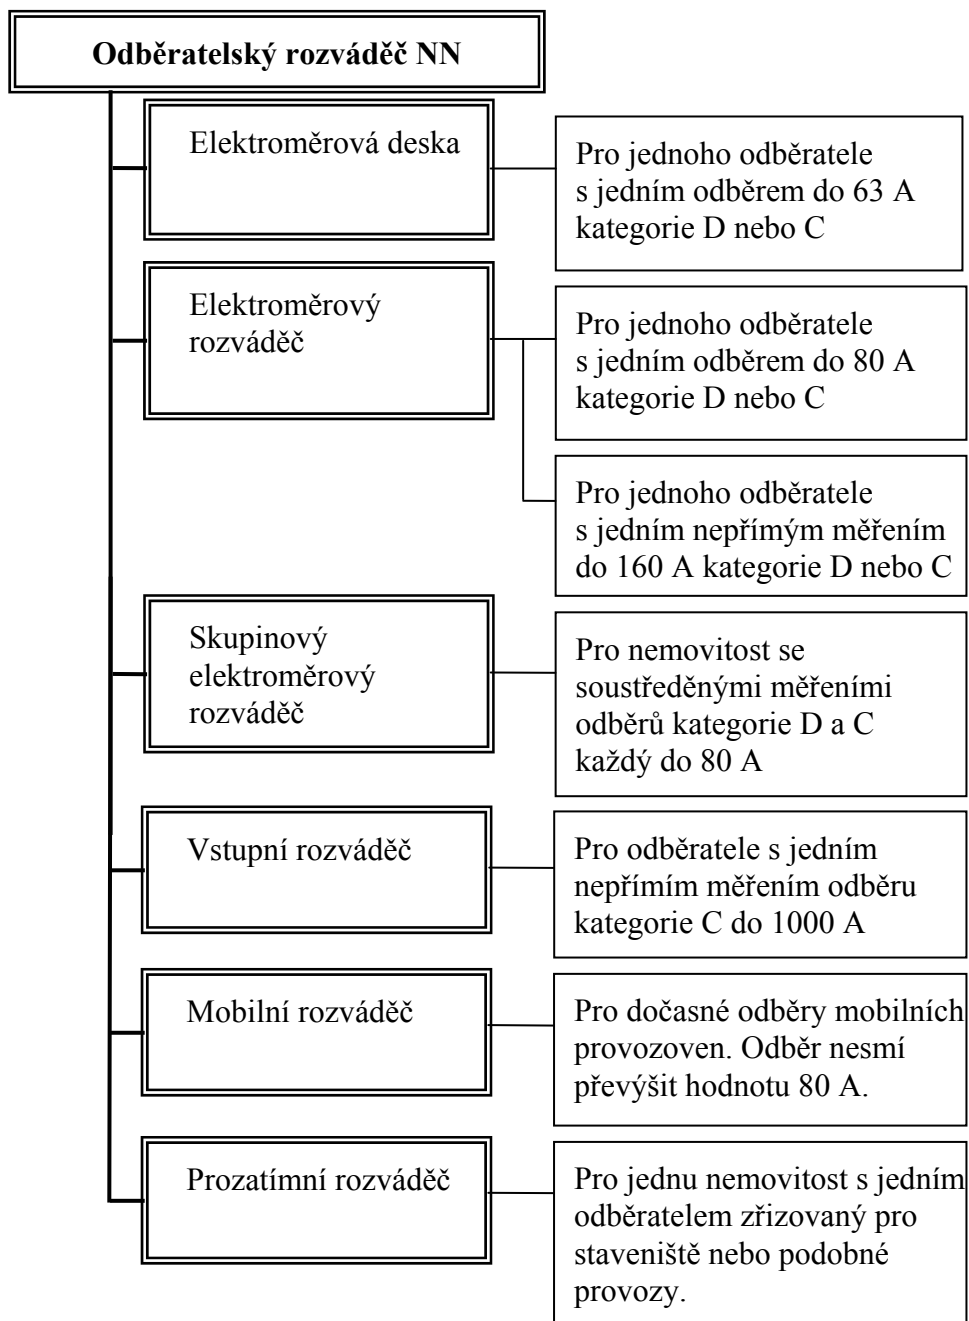 Odběratelský rozváděč NN
Elektroměrová deska
Pro jednoho odběratele
s jedním odběrem do 63 A
kategorie D nebo C
Elektroměrový
rozváděč
Pro jednoho odběratele
s jedním odběrem do 80 A
kategorie D nebo C
Pro jednoho odběratele
s jedním nepřímým měřením
do 160 A kategorie D nebo C
Skupinový
elektroměrový
rozváděč
Pro nemovitost se
soustředěnými měřeními
odběrů kategorie D a C
každý do 80 A
Vstupní rozváděč
Pro odběratele s jedním
nepřímím měřením odběru
kategorie C do 1000 A
Mobilní rozváděč
Pro dočasné odběry mobilních
provozoven. Odběr nesmí
převýšit hodnotu 80 A.
Prozatímní rozváděč
Pro jednu nemovitost s jedním
odběratelem zřizovaný pro
staveniště nebo podobné
provozy.